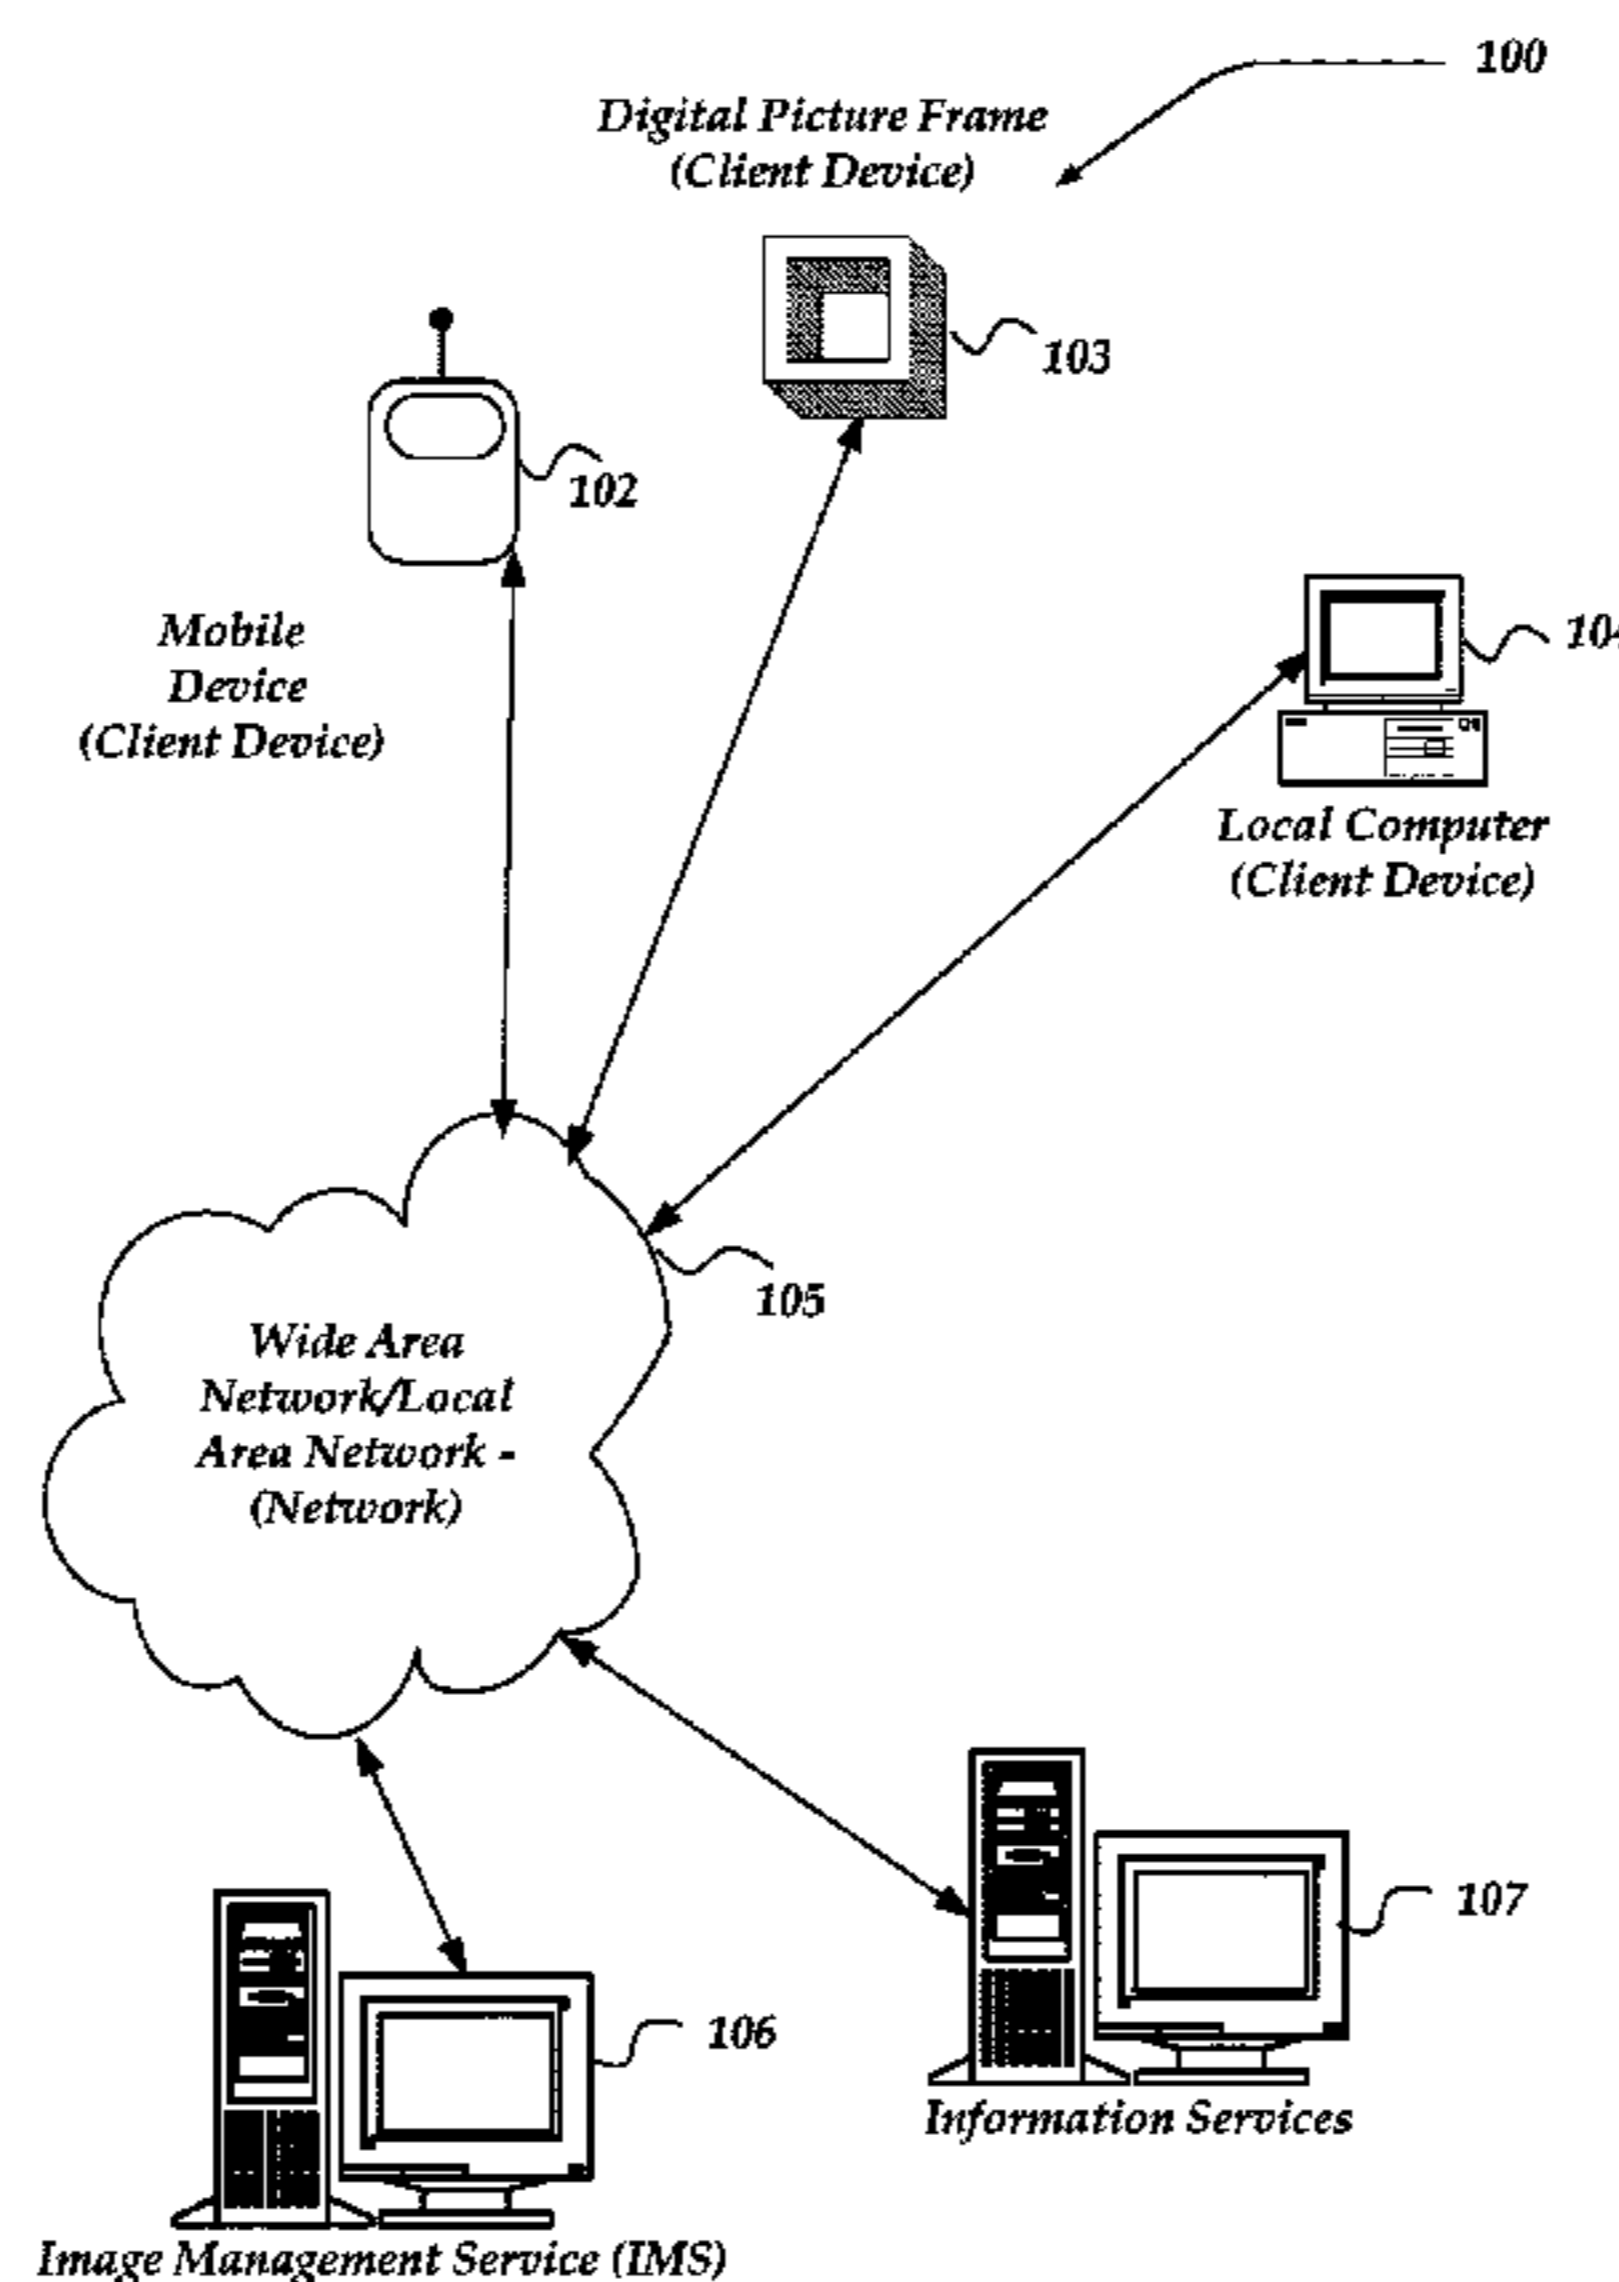 100
Digital Picture Frame
(Client Device)
103
102
Mobile
Device
(Client Device)
104
Local Computer
(Client Device)
105
Wide Area
Network/Local
Area Network -
(Network)
107
106
Information Services
Image Management Service (IMS)